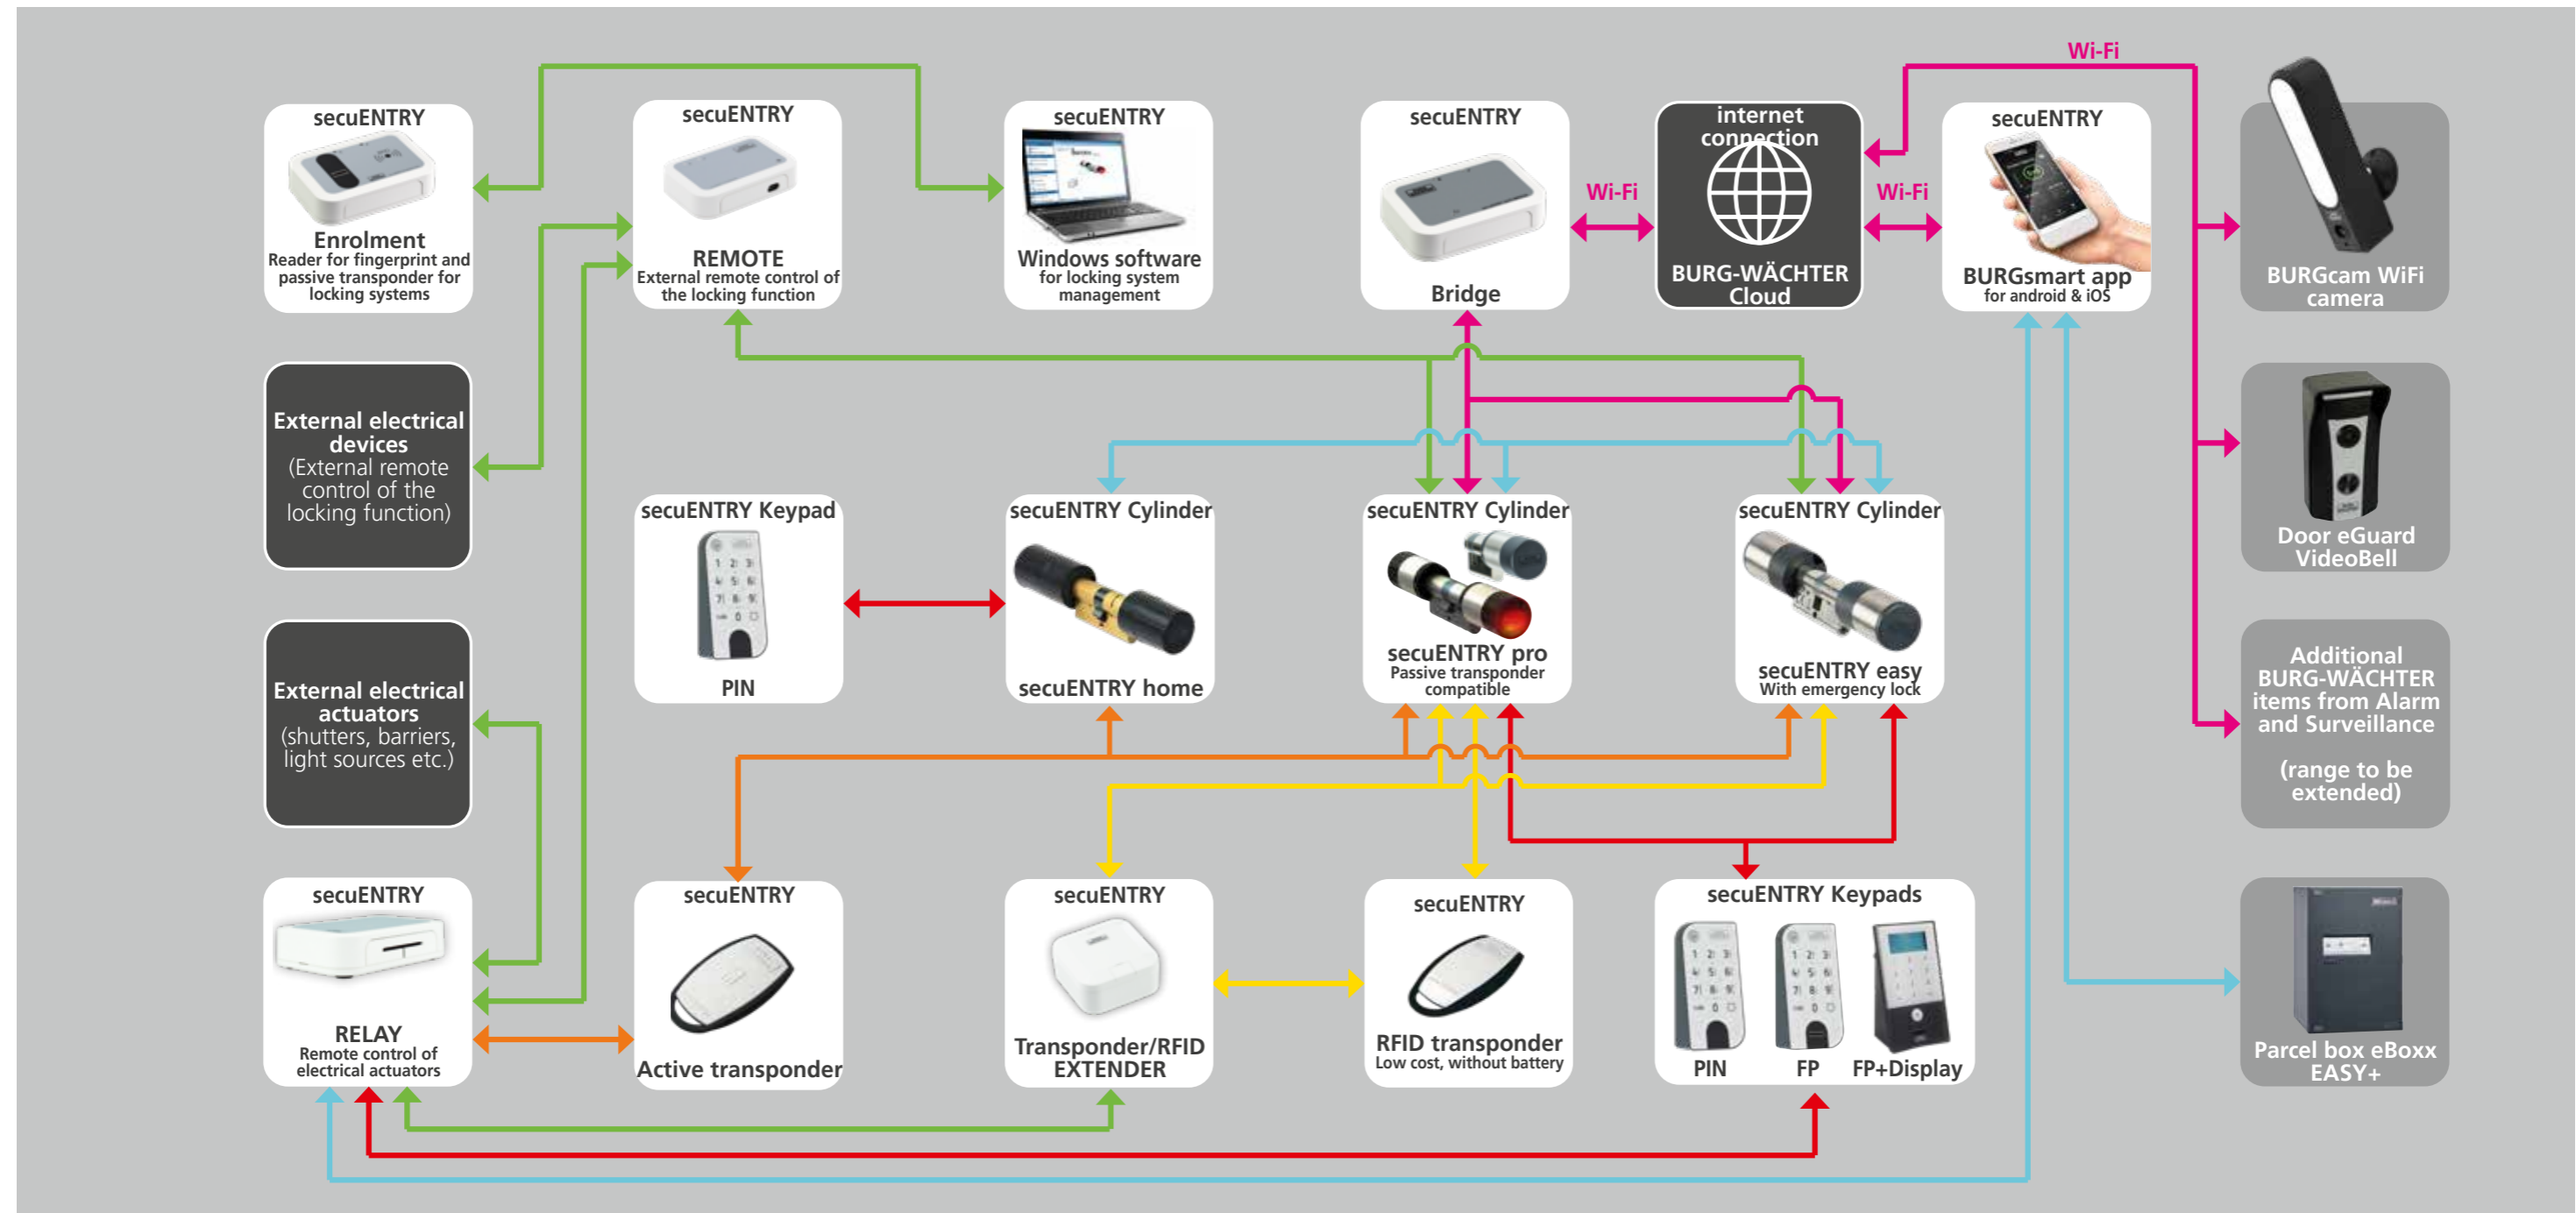 Wi-Fi
secuENTRY
Enrolment
Reader for fingerprint and
passive transponder for
locking systems
secuENTRY
REMOTE
External remote control of
the locking function
secuENTRY
Windows software
for locking system
management
secuENTRY
Bridge
Wi-Fi
internet
connection
BURG-WÄCHTER
Cloud
Wi-Fi
secuENTRY
BURGsmart app
for android & iOS
BURGcam WiFi
camera
External electrical
devices
(External remote
control of the
locking function)
Door eGuard
VideoBell
secuENTRY Keypad
PIN
secuENTRY Cylinder
secuENTRY home
secuENTRY Cylinder
secuENTRY pro
Passive transponder
compatible
secuENTRY Cylinder
secuENTRY easy
With emergency lock
External electrical
actuators
(shutters, barriers,
light sources etc.)
Additional
BURG-WÄCHTER
items from Alarm
and Surveillance
(range to be
extended)
secuENTRY
RELAY
Remote control of
electrical actuators
secuENTRY
Active transponder
secuENTRY
Transponder/RFID
EXTENDER
secuENTRY
RFID transponder
Low cost, without battery
secuENTRY Keypads
PIN
FP
FP+Display
Parcel box eBoxx
EASY+